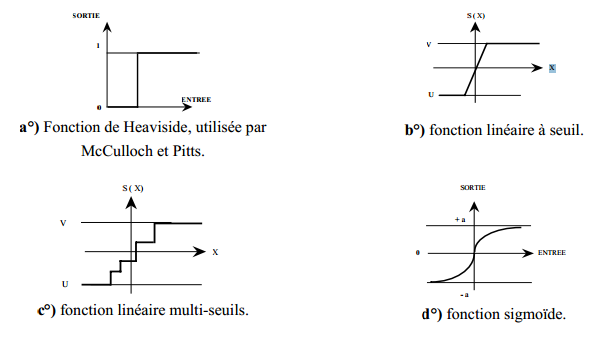 SORTIE
1
0
ENTREE
a°) Fonction de Heaviside, utilisée par
McCulloch et Pitts.
S(X)
V
X
U
b°) fonction linéaire à seuil.
S( X)
V
X
U
c°) fonction linéaire multi-seuils.
SORTIE
+ a
0
ENTREE
- a
d°) fonction sigmoïde.